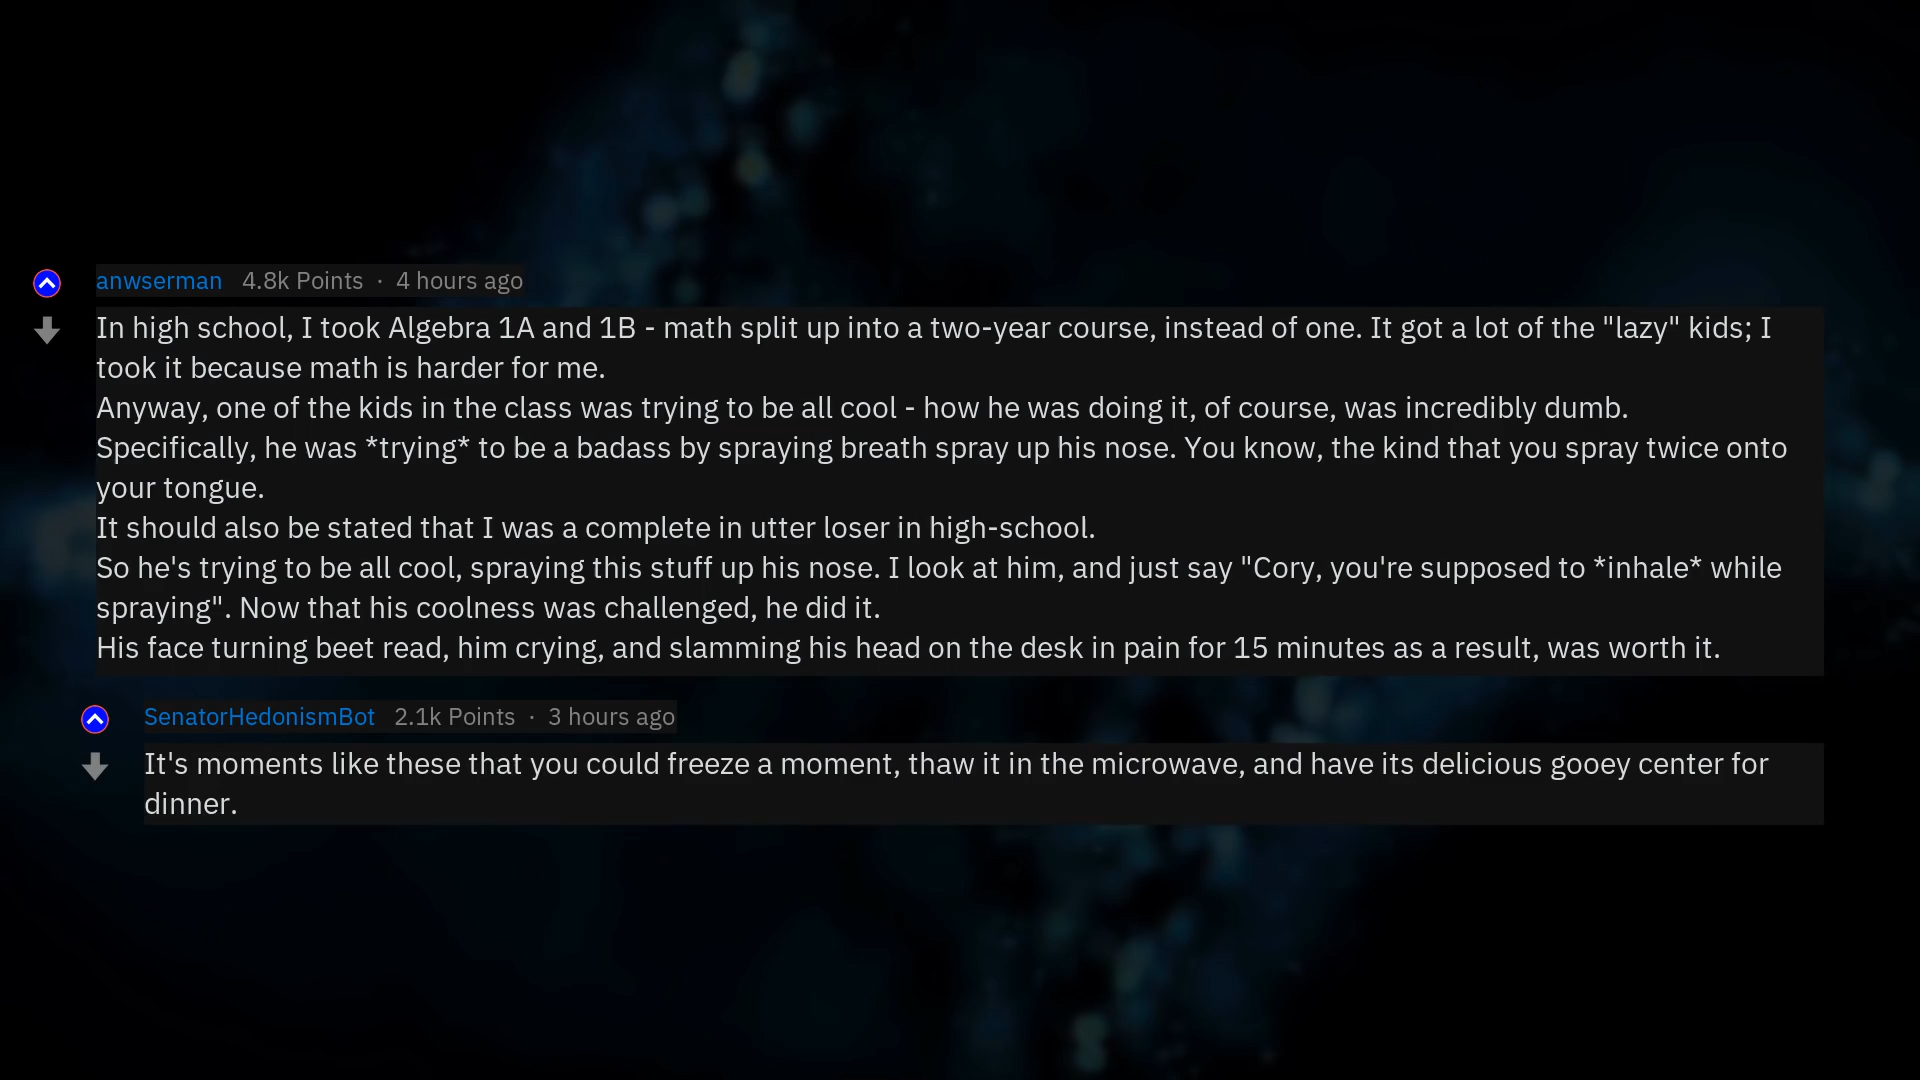 anwserman 4.8k Points · 4 hours ago
In high school, I took Algebra 1A and 1B - math split up into a two-year course, instead of one. It got a lot of the "lazy" kids; I
took it because math is harder for me.
Anyway, one of the kids in the class was trying to be all cool - how he was doing it, of course, was incredibly dumb.
Specifically, he was *trying* to be a badass by spraying breath spray up his nose. You know, the kind that you spray twice onto
your tongue.
It should also be stated that I was a complete in utter loser in high-school.
So he's trying to be all cool, spraying this stuff up his nose. I look at him, and just say "Cory, you're supposed to *inhale* while
spraying". Now that his coolness was challenged, he did it.
His face turning beet read, him crying, and slamming his head on the desk in pain for 15 minutes as a result, was worth it.
SenatorHedonismBot 2.1k Points · 3 hours ago
It's moments like these that you could freeze a moment, thaw it in the microwave, and have its delicious gooey center for
dinner.